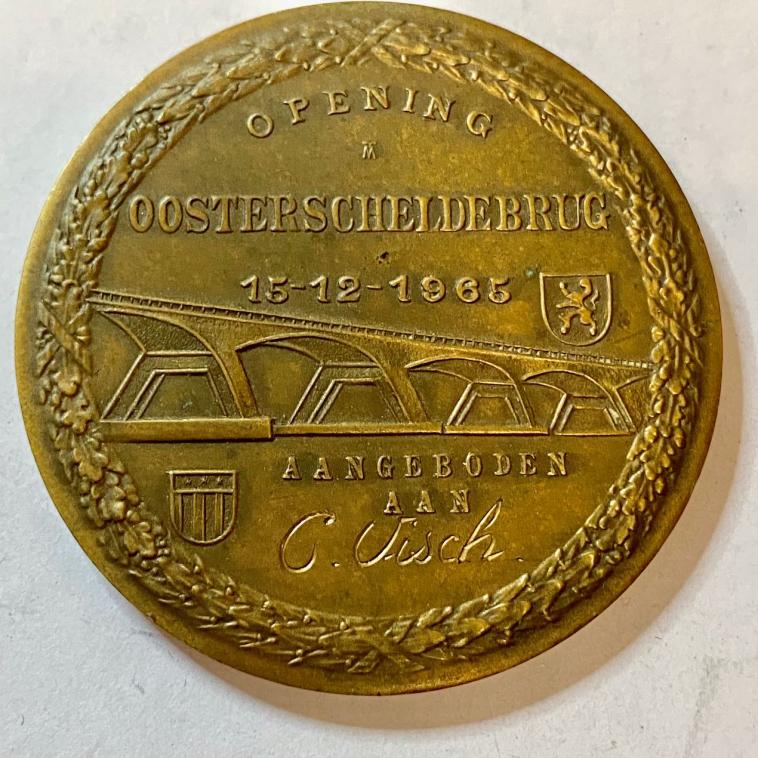 OPENING
OOSTERSCHELDEBRUG
15-12-1965
AANGEBODEN
AAN
C. Visch.